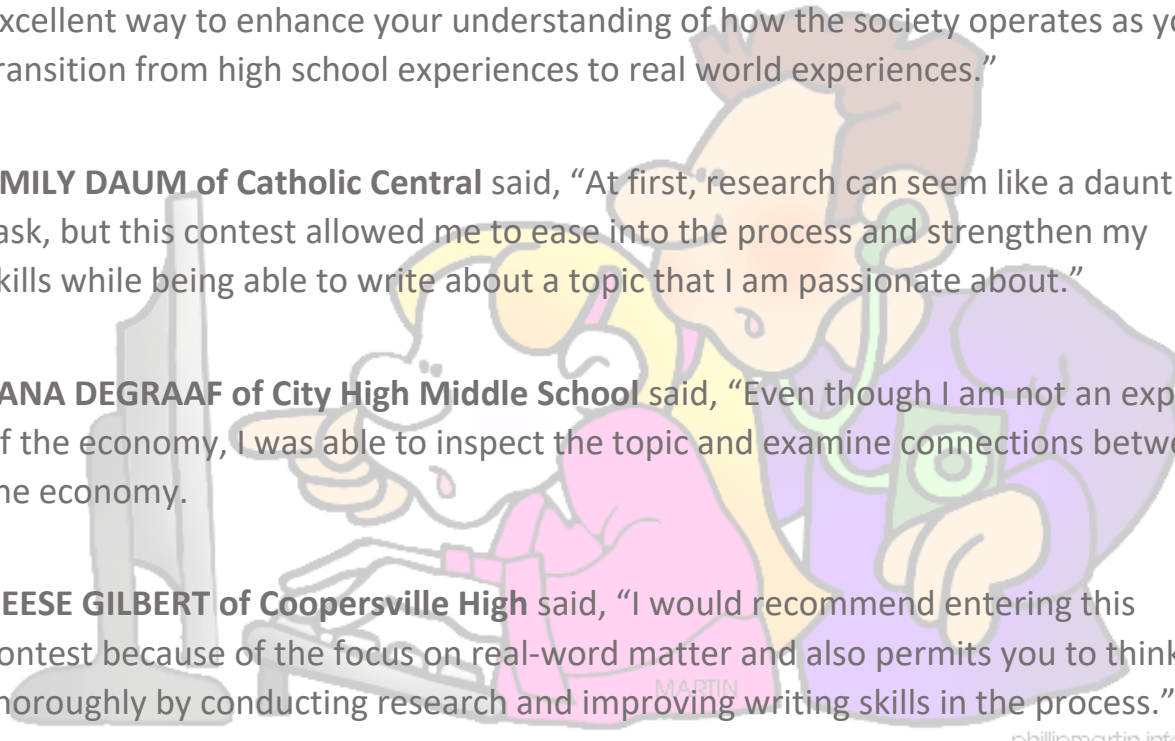 xcellent way to enhance your understanding of how the society operates as yo
ransition from high school experiences to real world experiences.”
MILY DAUM of Catholic Central said, “At first, research can seem like a daunt
ask, but this contest allowed me to ease into the process and strengthen my
kills while being able to write about a topic that I am passionate about.”
ANA DEGRAAF of City High Middle School said, “Even though I am not an exp
f the economy, I was able to inspect the topic and examine connections betw
he economy.
EESE GILBERT of Coopersville High said, “I would recommend entering this
ontest because of the focus on real-word matter and also permits you to think
horoughly by conducting research and improving writing skills in the process.”
MARTIN
phillipmartin.info